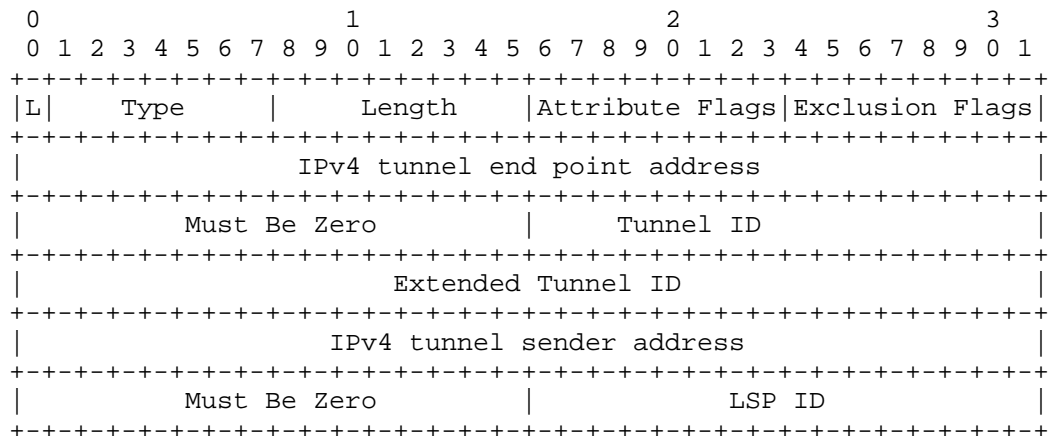 0                   1                   2                   3
 0 1 2 3 4 5 6 7 8 9 0 1 2 3 4 5 6 7 8 9 0 1 2 3 4 5 6 7 8 9 0 1
+-+-+-+-+-+-+-+-+-+-+-+-+-+-+-+-+-+-+-+-+-+-+-+-+-+-+-+-+-+-+-+-+
|L|    Type     |     Length    |Attribute Flags|Exclusion Flags|
+-+-+-+-+-+-+-+-+-+-+-+-+-+-+-+-+-+-+-+-+-+-+-+-+-+-+-+-+-+-+-+-+
|                 IPv4 tunnel end point address                 |
+-+-+-+-+-+-+-+-+-+-+-+-+-+-+-+-+-+-+-+-+-+-+-+-+-+-+-+-+-+-+-+-+
|          Must Be Zero         |     Tunnel ID                 |
+-+-+-+-+-+-+-+-+-+-+-+-+-+-+-+-+-+-+-+-+-+-+-+-+-+-+-+-+-+-+-+-+
|                       Extended Tunnel ID                      |
+-+-+-+-+-+-+-+-+-+-+-+-+-+-+-+-+-+-+-+-+-+-+-+-+-+-+-+-+-+-+-+-+
|                   IPv4 tunnel sender address                  |
+-+-+-+-+-+-+-+-+-+-+-+-+-+-+-+-+-+-+-+-+-+-+-+-+-+-+-+-+-+-+-+-+
|          Must Be Zero         |            LSP ID             |
+-+-+-+-+-+-+-+-+-+-+-+-+-+-+-+-+-+-+-+-+-+-+-+-+-+-+-+-+-+-+-+-+